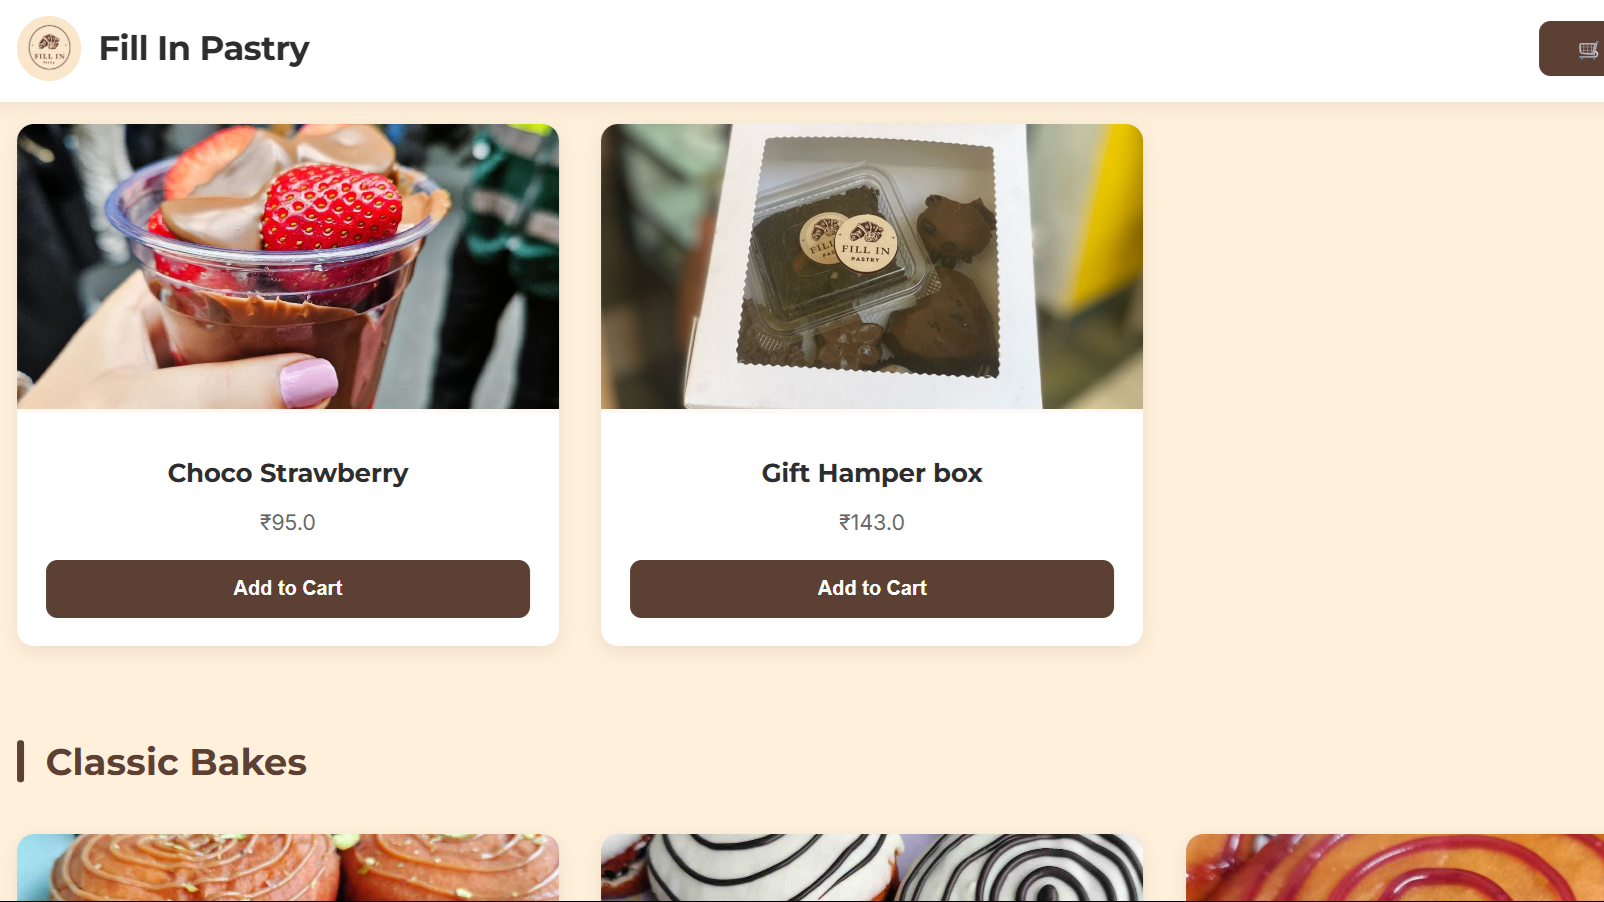 FILL IN
Fill In Pastry
FILL IN
PASTRY
Choco Strawberry
Gift Hamper box
₹95.0
₹143.0
Add to Cart
Add to Cart
Classic Bakes